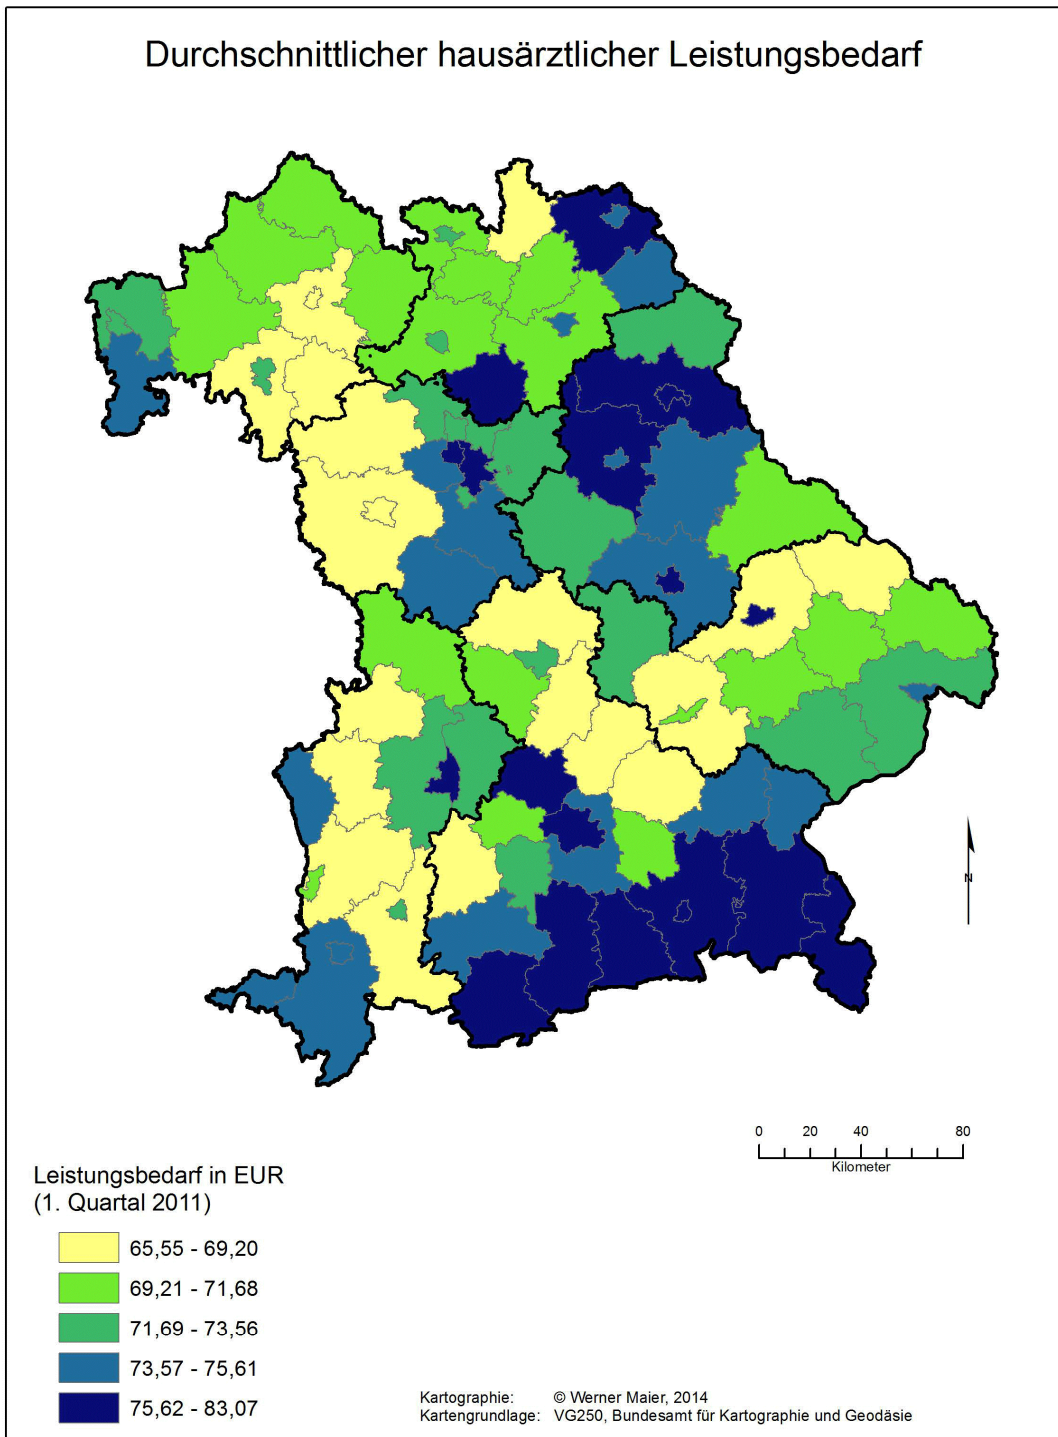 Durchschnittlicher hausärztlicher Leistungsbedarf
N
0 20 40 80
Kilometer
Leistungsbedarf in EUR
(1. Quartal 2011)
65,55 - 69,20
69,21 - 71,68
71,69 - 73,56
73,57 - 75,61
75,62 - 83,07
Kartographie: © Werner Maier, 2014
Kartengrundlage: VG250, Bundesamt für Kartographie und Geodäsie